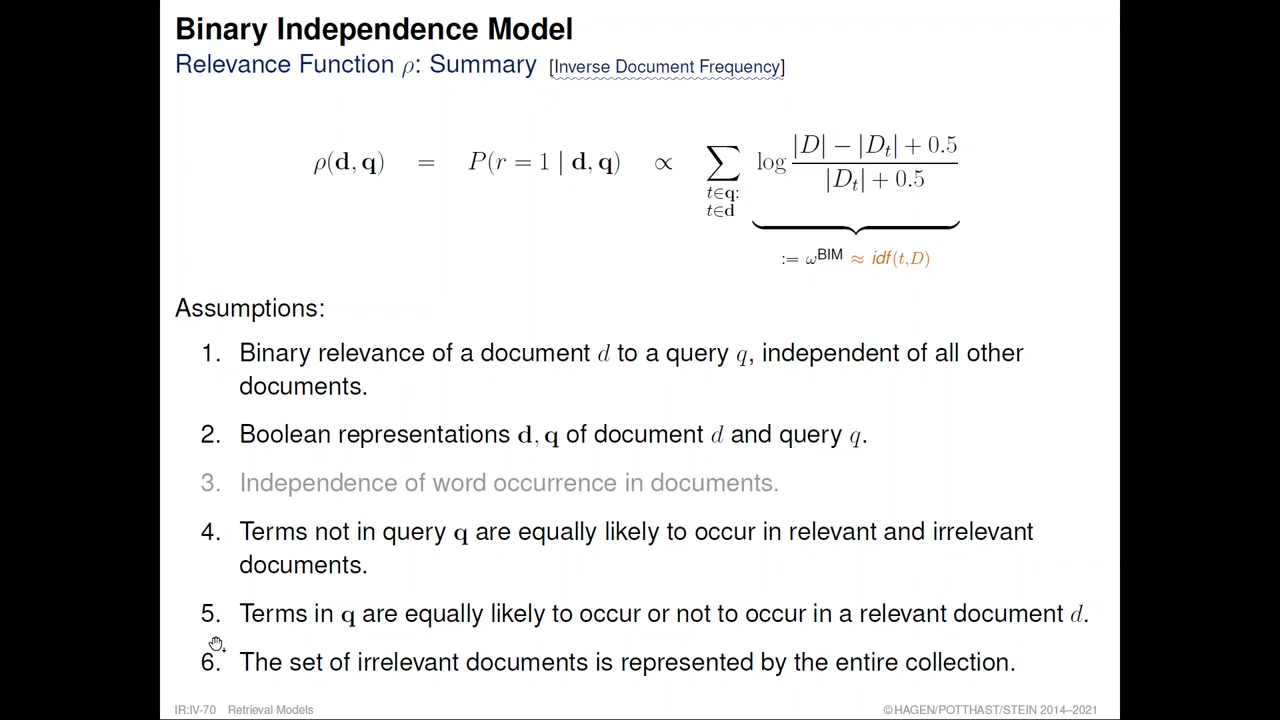 Binary Independence Model
Relevance Function ρ: Summary [Inverse Document Frequency]
ρ(d, q) = P(r = 1 | d, q) ∝ ∑ t∈q: t∈d log (|D| − |Dt| + 0.5) / (|Dt| + 0.5)
:= ωBIM ≈ idf(t,D)
Assumptions:
1. Binary relevance of a document d to a query q, independent of all other
documents.
2. Boolean representations d, q of document d and query q.
3. Independence of word occurrence in documents.
4. Terms not in query q are equally likely to occur in relevant and irrelevant
documents.
5. Terms in q are equally likely to occur or not to occur in a relevant document d.
6. The set of irrelevant documents is represented by the entire collection.
IR:IV-70 Retrieval Models ©HAGEN/POTTHAST/STEIN 2014–2021